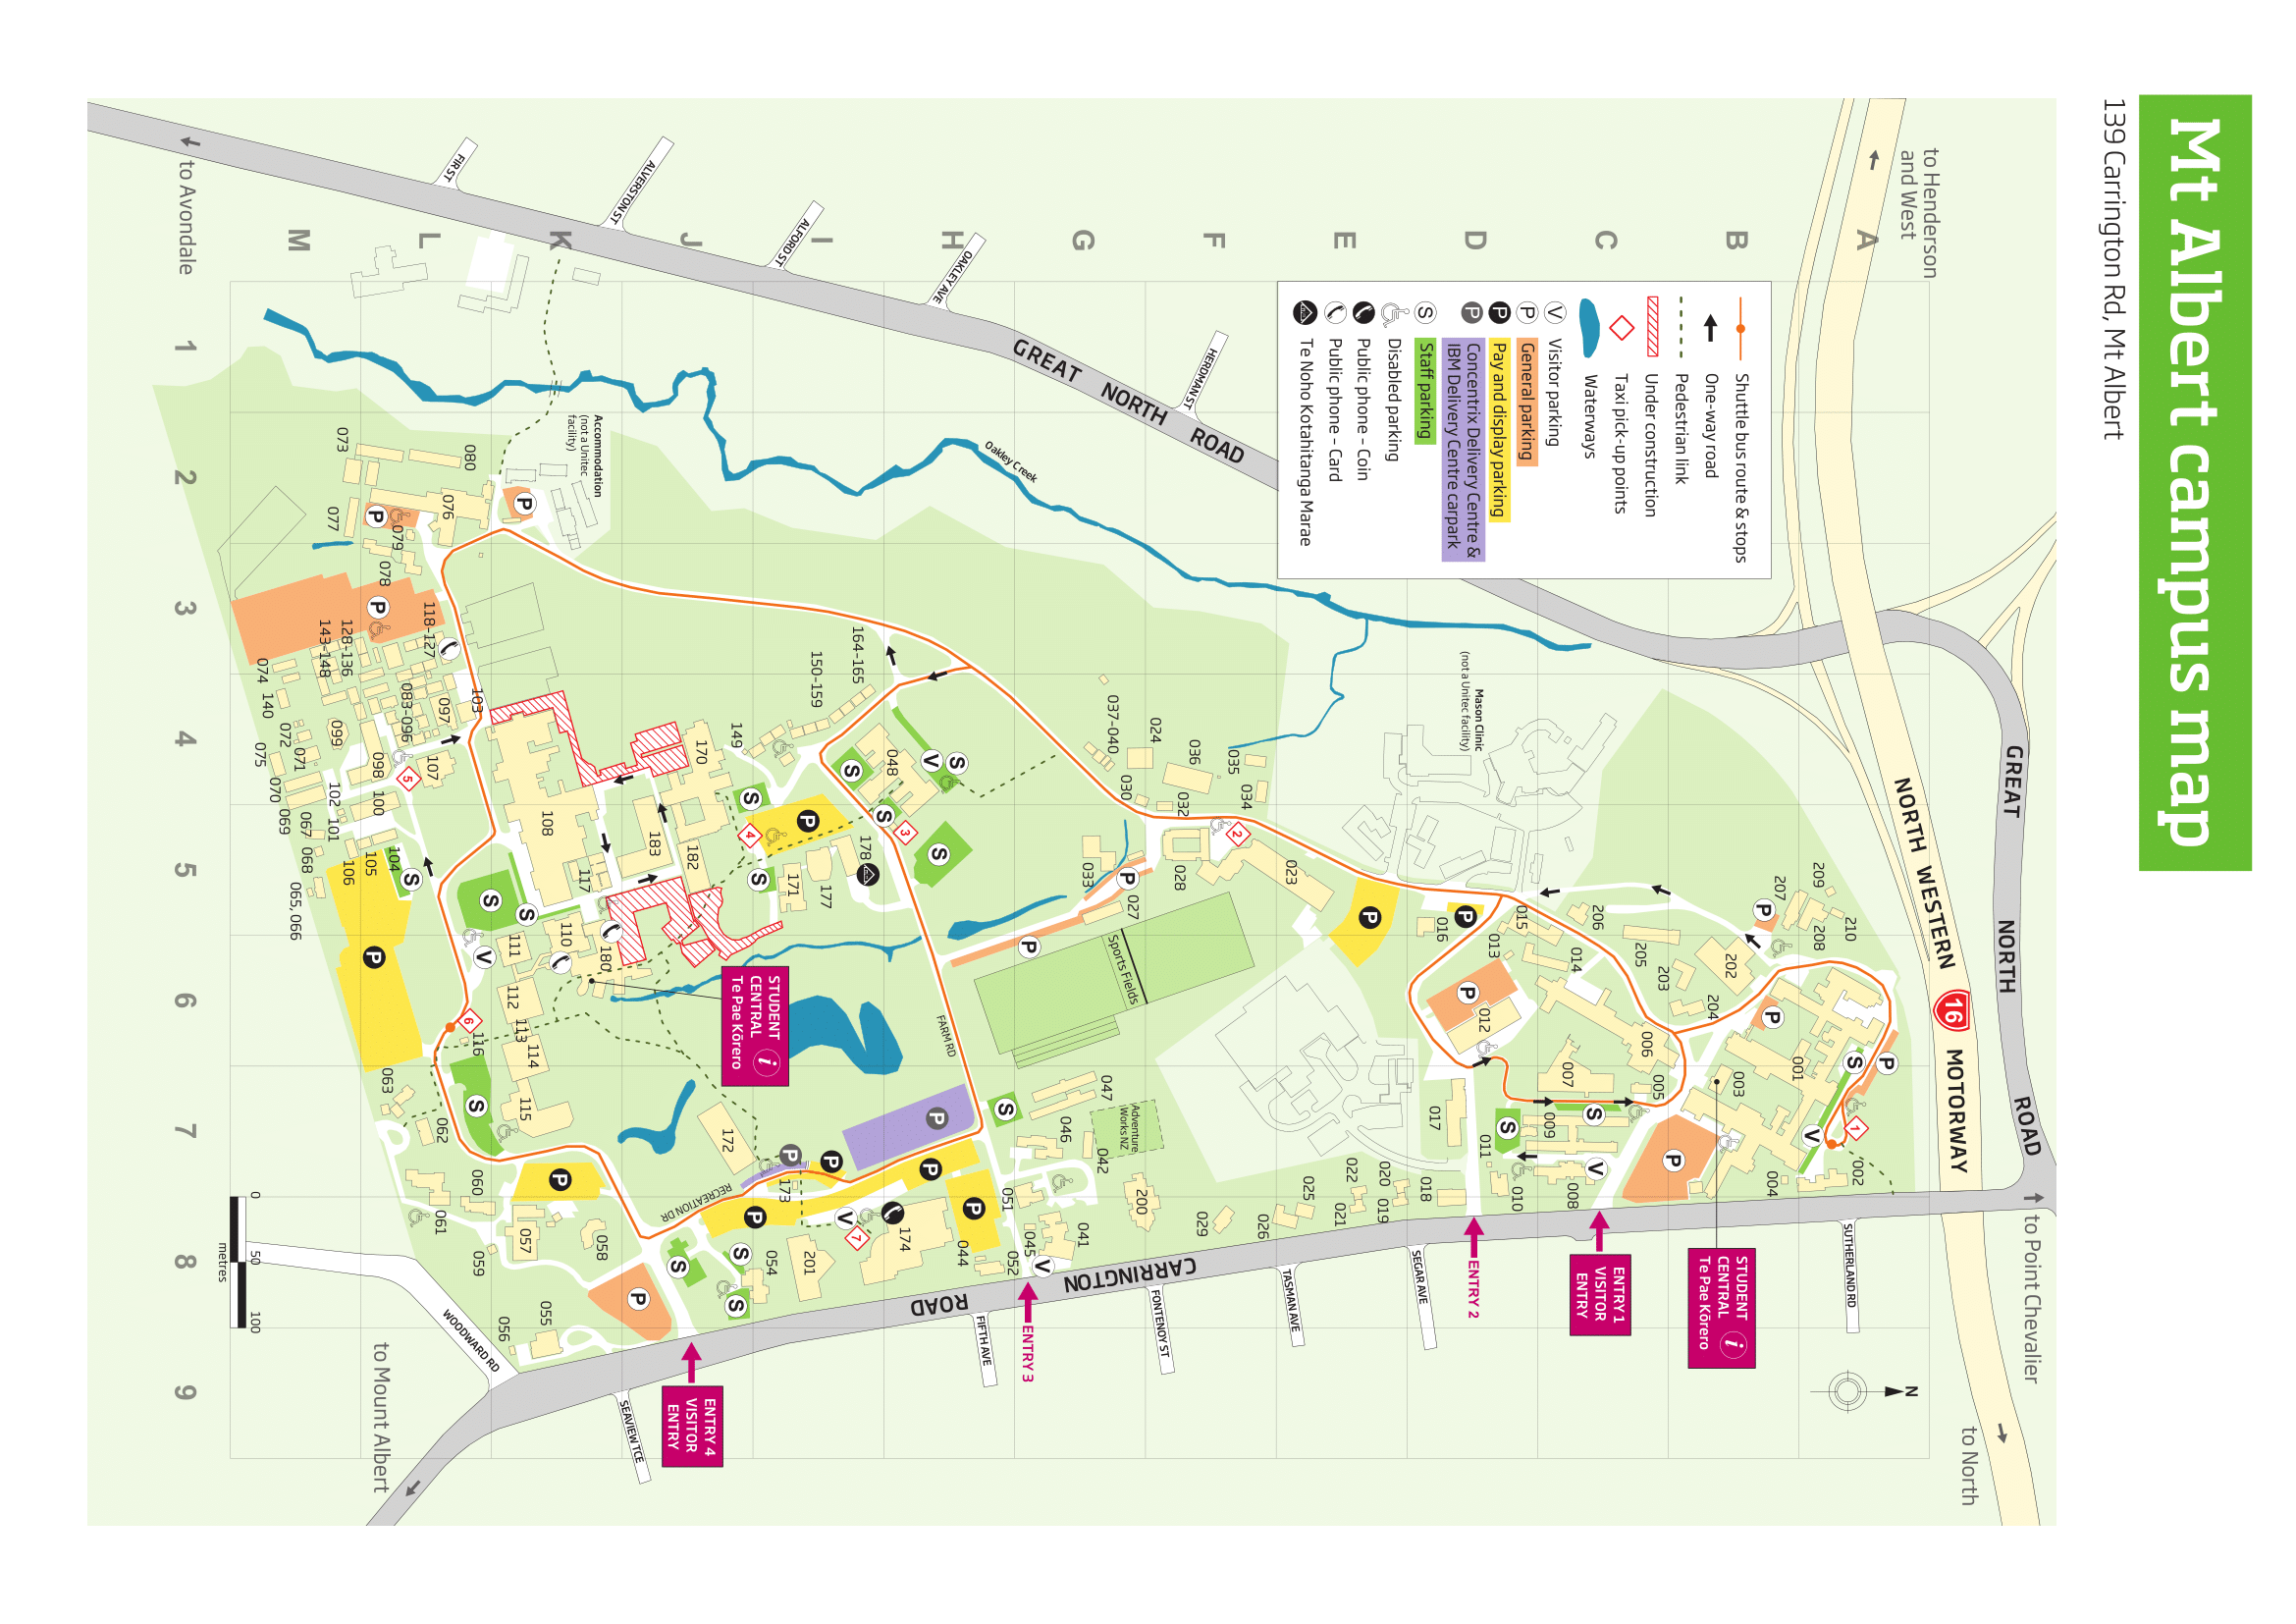 Mt Albert campus map
139 Carrington Rd, Mt Albert
to Henderson
and West
to Avondale
to Point Chevalier
to North
to Mount Albert
N
A
B
C
D
E
F
G
H
I
J
K
L
M
1
2
3
4
5
6
7
8
9
Shuttle bus route & stops
One-way road
Pedestrian link
Under construction
Taxi pick-up points
Waterways
V Visitor parking
P General parking
P Pay and display parking
P Concentrix Delivery Centre &
IBM Delivery Centre carpark
S Staff parking
Disabled parking
Public phone – Coin
Public phone – Card
Te Noho Kotahitanga Marae
GREAT NORTH ROAD
GREAT NORTH ROAD
NORTH WESTERN
16
MOTORWAY
CARRINGTON
ROAD
FIR ST
ALVERSTON ST
ALFORD ST
OAKLEY AVE
HERDMAN ST
SUTHERLAND RD
SEGAR AVE
TASMAN AVE
FONTENOY ST
FIFTH AVE
SEAVIEW TCE
WOODWARD RD
FARM RD
RECREATION DR
Oakley Creek
Sports Fields
Adventure
Works NZ
Mason Clinic
(not a Unitec facility)
Accommodation
(not a Unitec
facility)
STUDENT
CENTRAL
Te Pae Kōrero
i
STUDENT
CENTRAL
Te Pae Kōrero
i
ENTRY 1
VISITOR
ENTRY
ENTRY 2
ENTRY 3
ENTRY 4
VISITOR
ENTRY
0
50
100
metres
209
210
207
208
206
205
203
202
204
001
002
003
004
005
006
007
008
009
010
011
012
013
014
015
016
017
018
019
020
021
022
023
024
025
026
027
028
029
030
032
033
034
035
036
037-040
041
042
044
045
046
047
048
051
052
054
055
056
057
058
059
060
061
062
063
065, 066
067
068
069
070
071
072
073
074
075
076
077
078
079
080
083-096
097
098
099
100
101
102
103
104
105
106
107
108
110
111
112
113
114
115
116
117
118-127
128-136
140
143-148
149
150-159
164-165
170
171
172
173
174
177
178
180
182
183
200
201
1
2
3
4
5
6
7